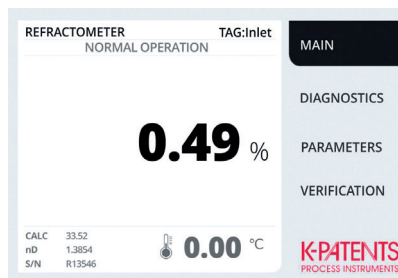 REFRACTOMETER TAG:Inlet
NORMAL OPERATION
0.49 %
CALC 33.52
nD 1.3854
S/N R13546
0.00 °C
MAIN
DIAGNOSTICS
PARAMETERS
VERIFICATION
K-PATENTS
PROCESS INSTRUMENTS